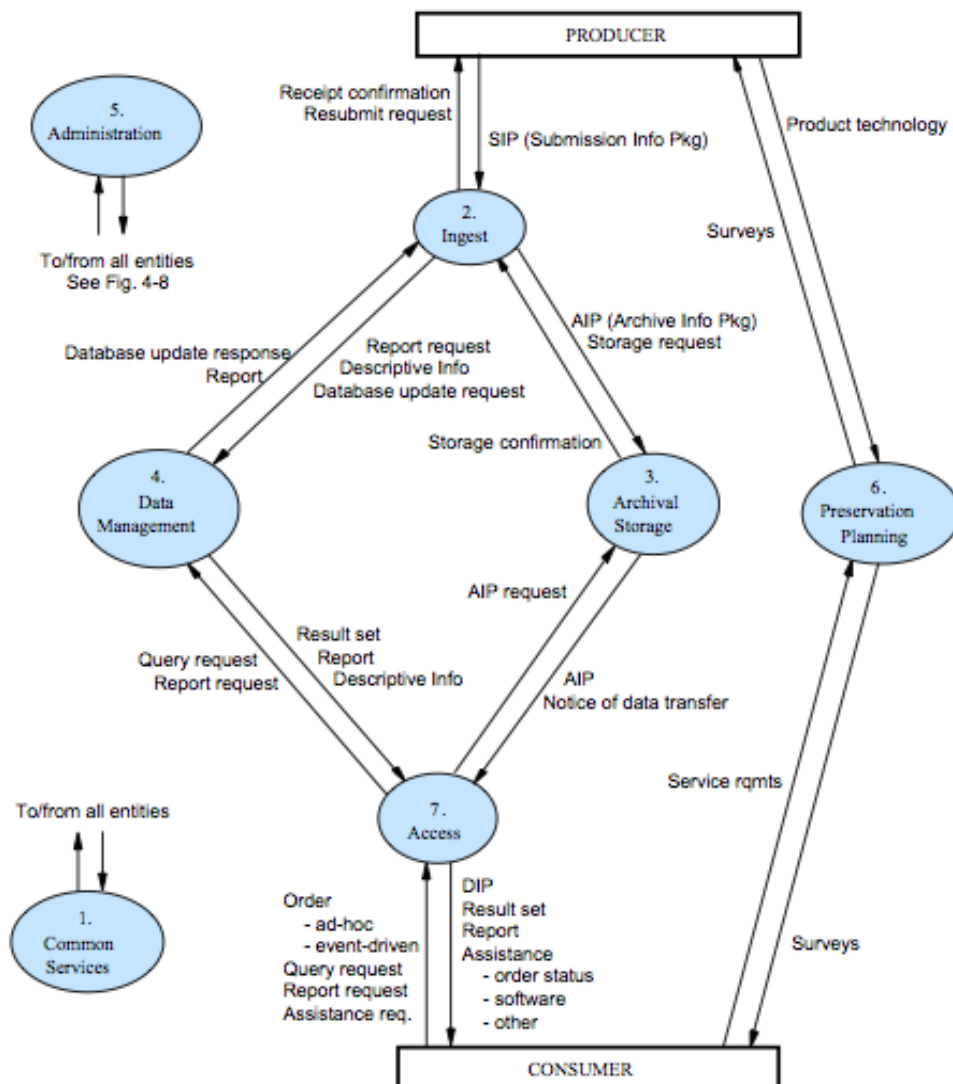 PRODUCER
5.
Administration
Receipt confirmation
Resubmit request
SIP (Submission Info Pkg)
Product technology
2.
Ingest
Surveys
To/from all entities
See Fig. 4-8
AIP (Archive Info Pkg)
Storage request
Database update response
Report
Report request
Descriptive Info
Database update request
Storage confirmation
4.
Data
Management
3.
Archival
Storage
6.
Preservation
Planning
AIP request
Query request
Report request
Result set
Report
Descriptive Info
AIP
Notice of data transfer
Service rqmts
To/from all entities
7.
Access
1.
Common
Services
Order
- ad-hoc
- event-driven
Query request
Report request
Assistance req.
DIP
Result set
Report
Assistance
- order status
- software
- other
Surveys
CONSUMER